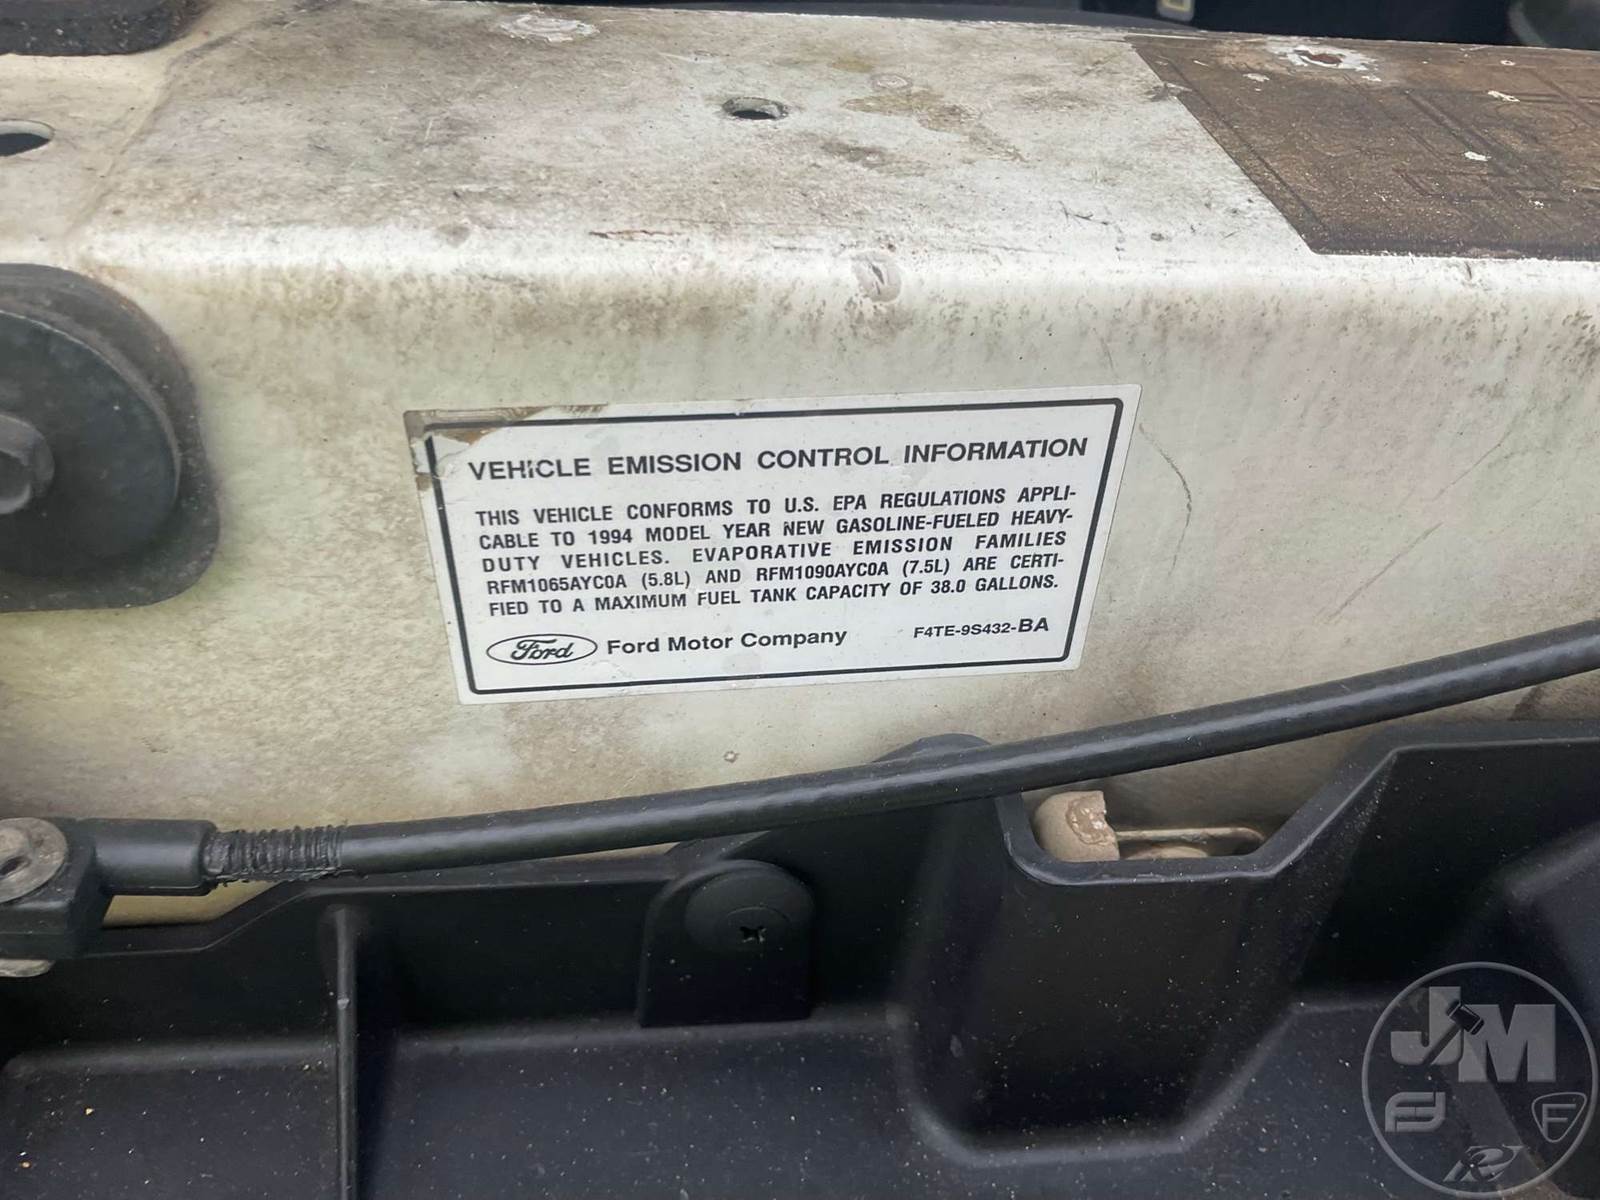 VEHICLE EMISSION CONTROL INFORMATION
THIS VEHICLE CONFORMS TO U.S. EPA REGULATIONS APPLI-
CABLE TO 1994 MODEL YEAR NEW GASOLINE-FUELED HEAVY-
DUTY VEHICLES. EVAPORATIVE EMISSION FAMILIES
RFM1065AYC0A (5.8L) AND RFM1090AYC0A (7.5L) ARE CERTI-
FIED TO A MAXIMUM FUEL TANK CAPACITY OF 38.0 GALLONS.
Ford Ford Motor Company F4TE-9S432-BA
JM